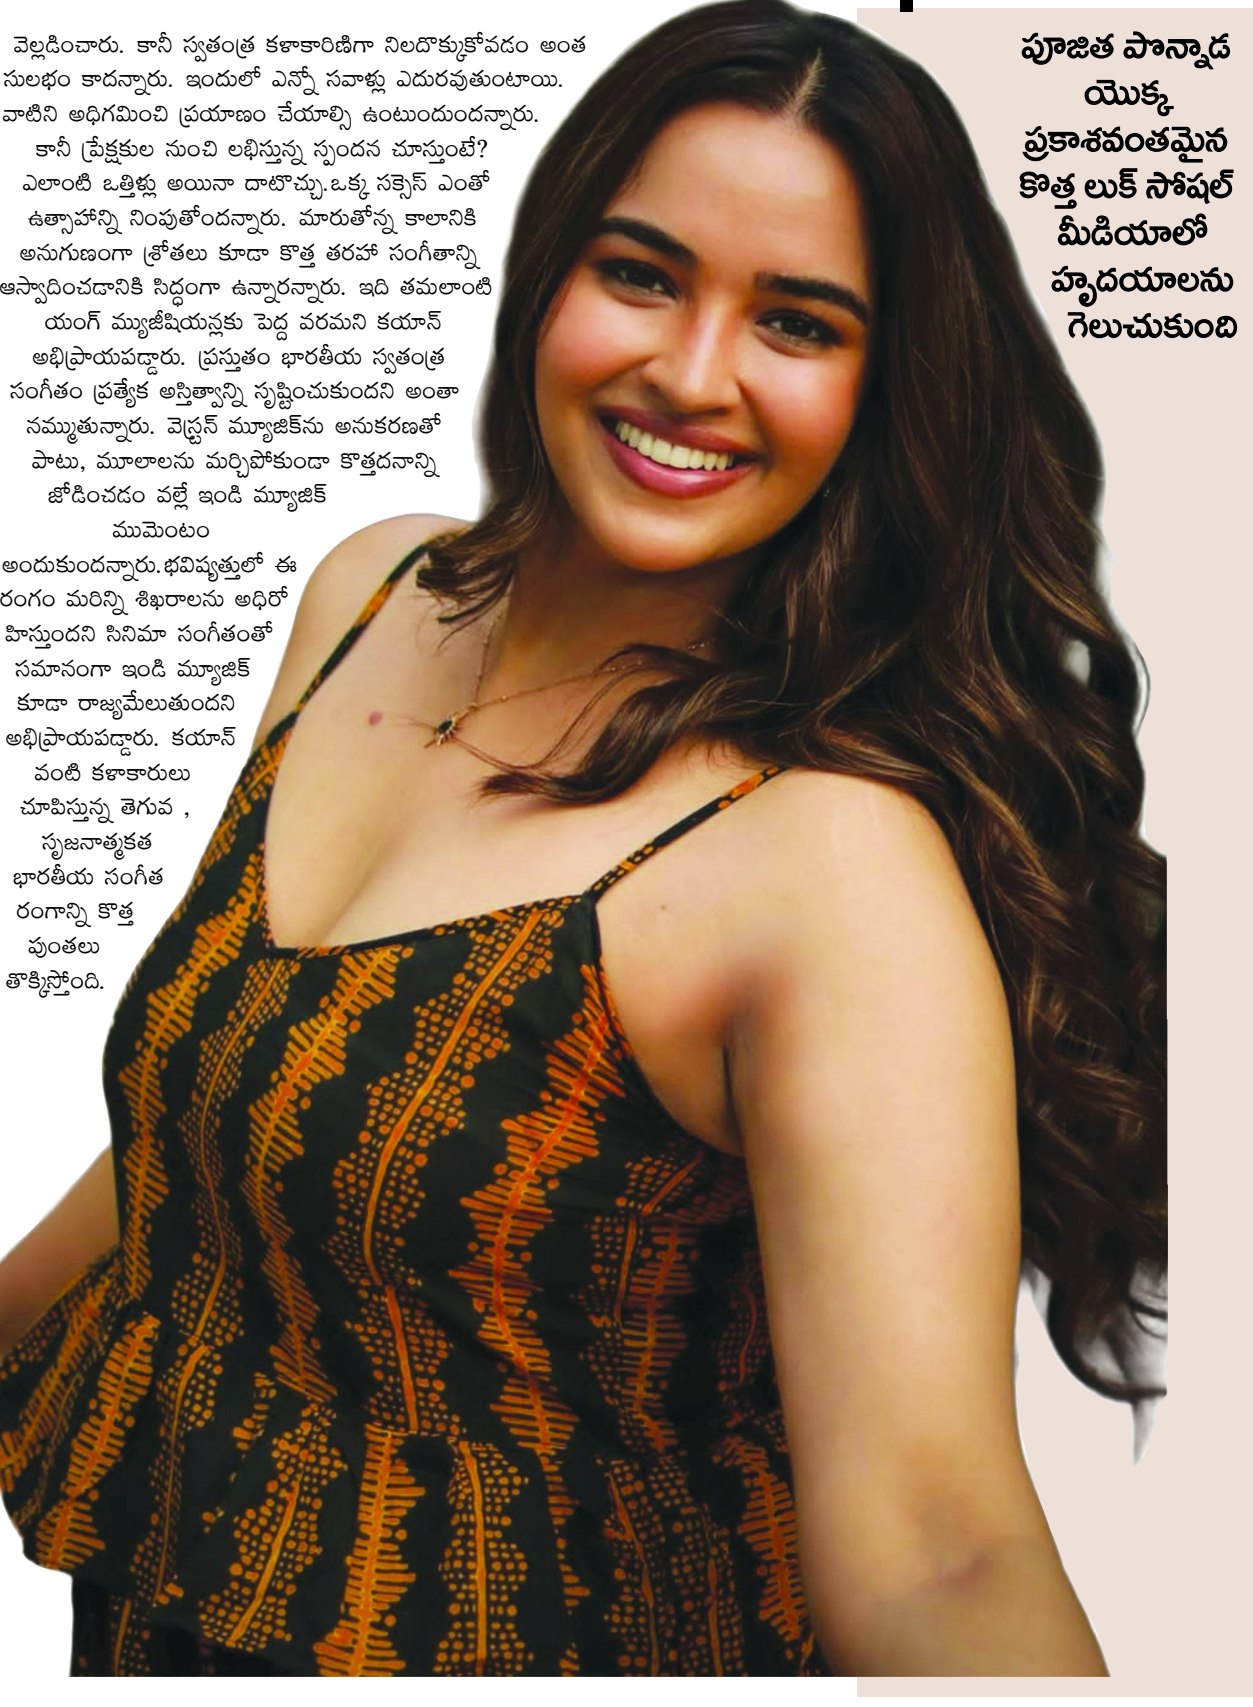 వెల్లడించారు. కానీ స్వతంత్ర కళాకారిణిగా నిలదొక్కుకోవడం అంత
సులభం కాదన్నారు. ఇందులో ఎన్నో సవాళ్లు ఎదురవుతుంటాయి.
వాటిని అధిగమించి ప్రయాణం చేయాల్సి ఉంటుందుందన్నారు.
కానీ ప్రేక్షకుల నుంచి లభిస్తున్న స్పందన చూస్తుంటే?
ఎలాంటి ఒత్తిళ్లు అయినా దాటొచ్చు.ఒక్క సక్సెస్ ఎంతో
ఉత్సాహాన్ని నింపుతోందన్నారు. మారుతోన్న కాలానికి
అనుగుణంగా శ్రోతలు కూడా కొత్త తరహా సంగీతాన్ని
ఆస్వాదించడానికి సిద్ధంగా ఉన్నారన్నారు. ఇది తమలాంటి
యంగ్ మ్యుజీషియన్లకు పెద్ద వరమని కయాన్
అభిప్రాయపడ్డారు. ప్రస్తుతం భారతీయ స్వతంత్ర
సంగీతం ప్రత్యేక అస్తిత్వాన్ని సృష్టించుకుందని అంతా
నమ్ముతున్నారు. వెస్ట్రన్ మ్యూజిక్‌ను అనుకరణతో
పాటు, మూలాలను మర్చిపోకుండా కొత్తదనాన్ని
జోడించడం వల్లే ఇండి మ్యూజిక్
ముమెంటం
అందుకుందన్నారు.భవిష్యత్తులో ఈ
రంగం మరిన్ని శిఖరాలను అధిరో
హిస్తుందని సినిమా సంగీతంతో
సమానంగా ఇండి మ్యూజిక్
కూడా రాజ్యమేలుతుందని
అభిప్రాయపడ్డారు. కయాన్
వంటి కళాకారులు
చూపిస్తున్న తెగువ ,
సృజనాత్మకత
భారతీయ సంగీత
రంగాన్ని కొత్త
పుంతలు
తొక్కిస్తోంది.
పూజిత పొన్నాడ
యొక్క
ప్రకాశవంతమైన
కొత్త లుక్ సోషల్
మీడియాలో
హృదయాలను
గెలుచుకుంది